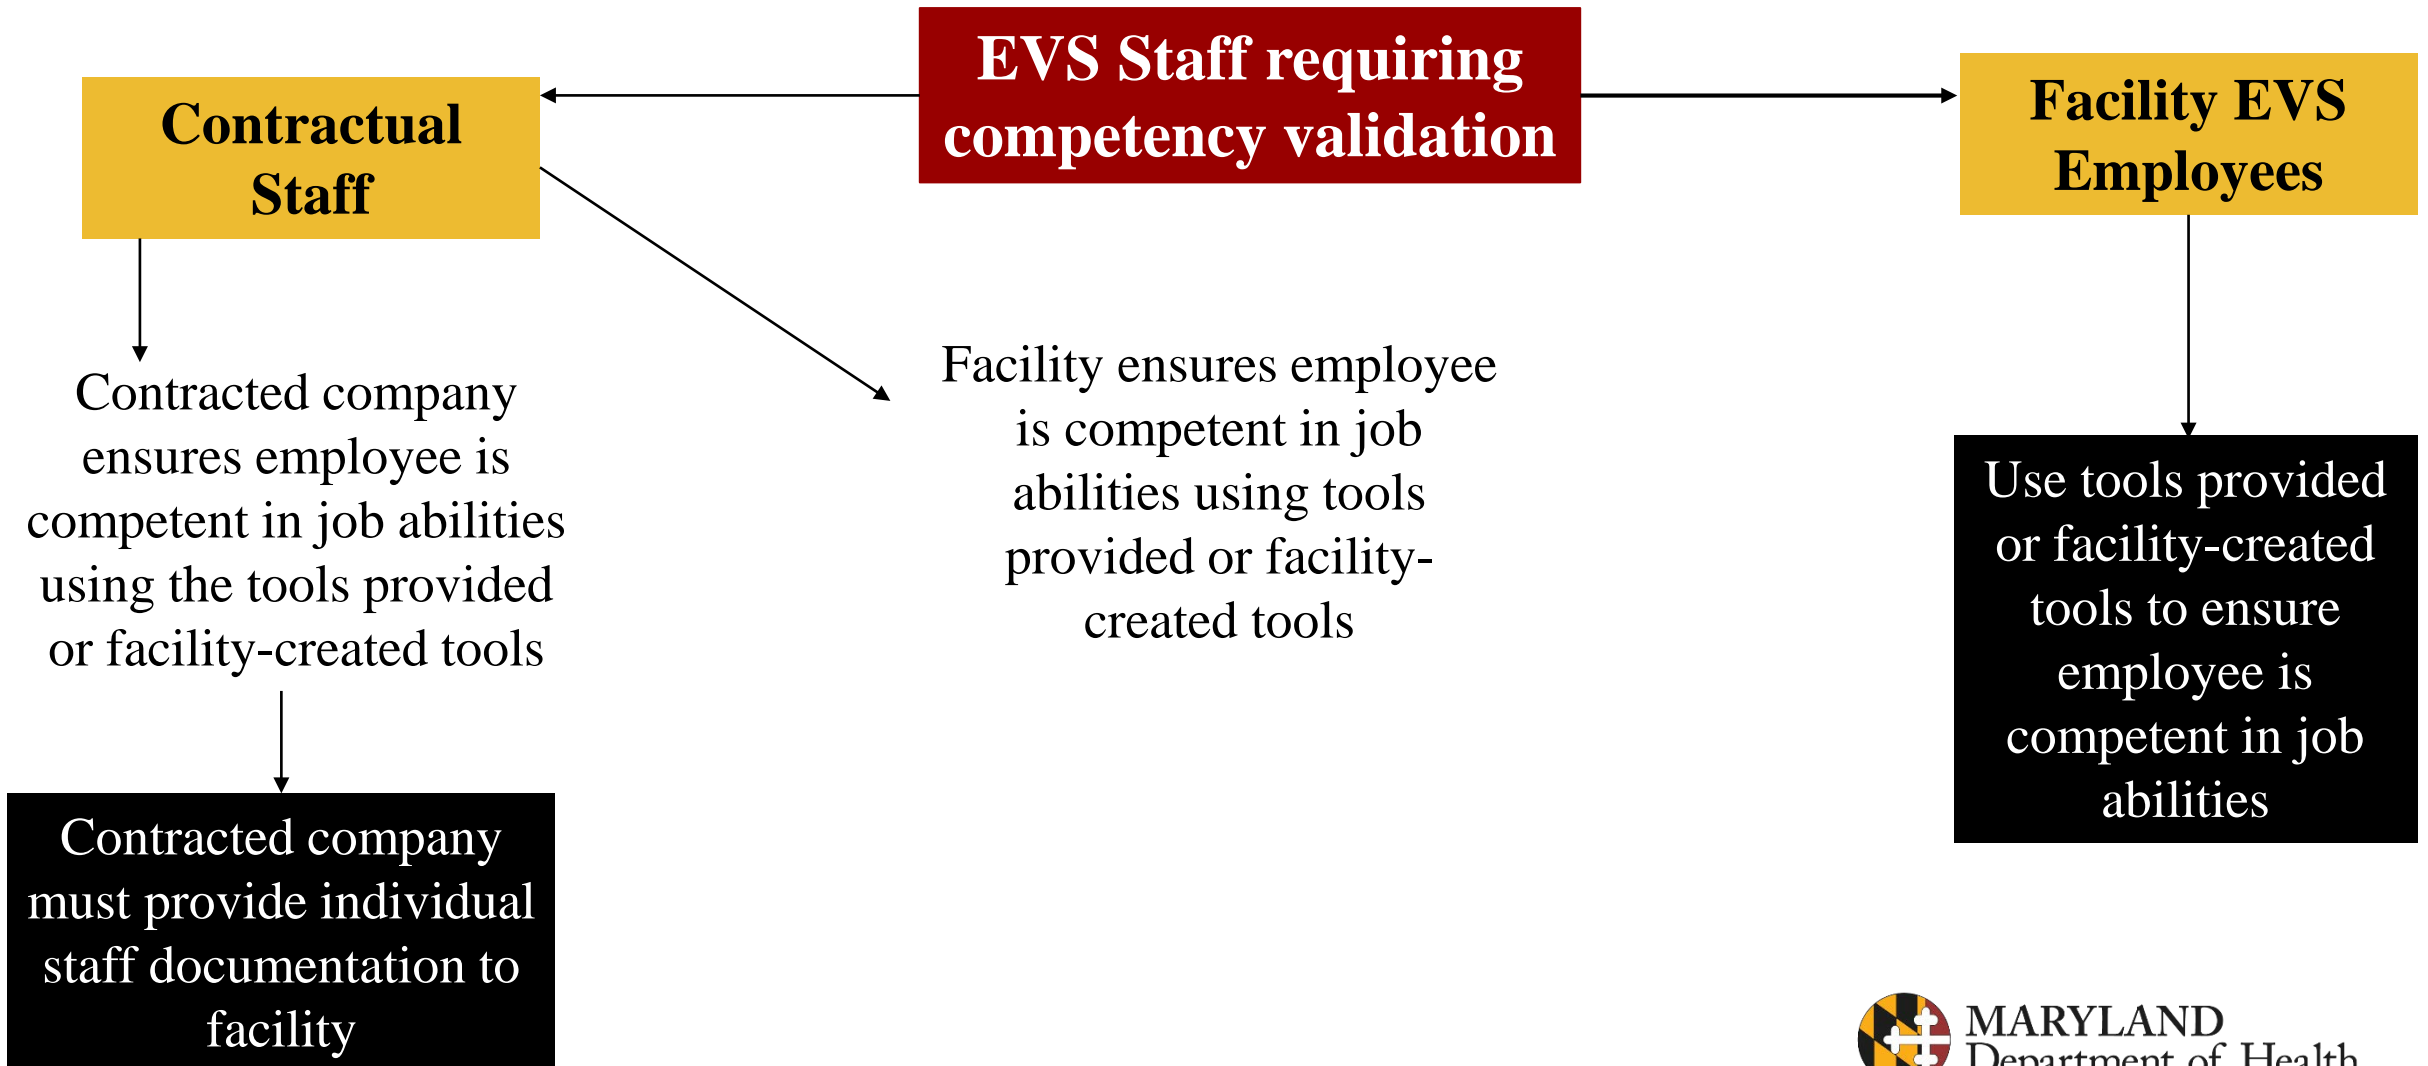 EVS Staff requiring
competency validation
Contractual
Staff
Facility EVS
Employees
Contracted company
ensures employee is
competent in job abilities
using the tools provided
or facility-created tools
Facility ensures employee
is competent in job
abilities using tools
provided or facility-
created tools
Use tools provided
or facility-created
tools to ensure
employee is
competent in job
abilities
Contracted company
must provide individual
staff documentation to
facility
MARYLAND
Department of Health